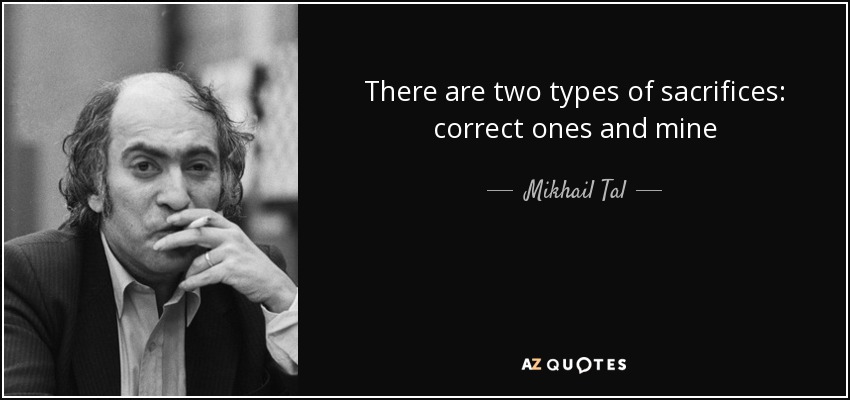 There are two types of sacrifices:
correct ones and mine
Mikhail Tal
AZ QUOTES